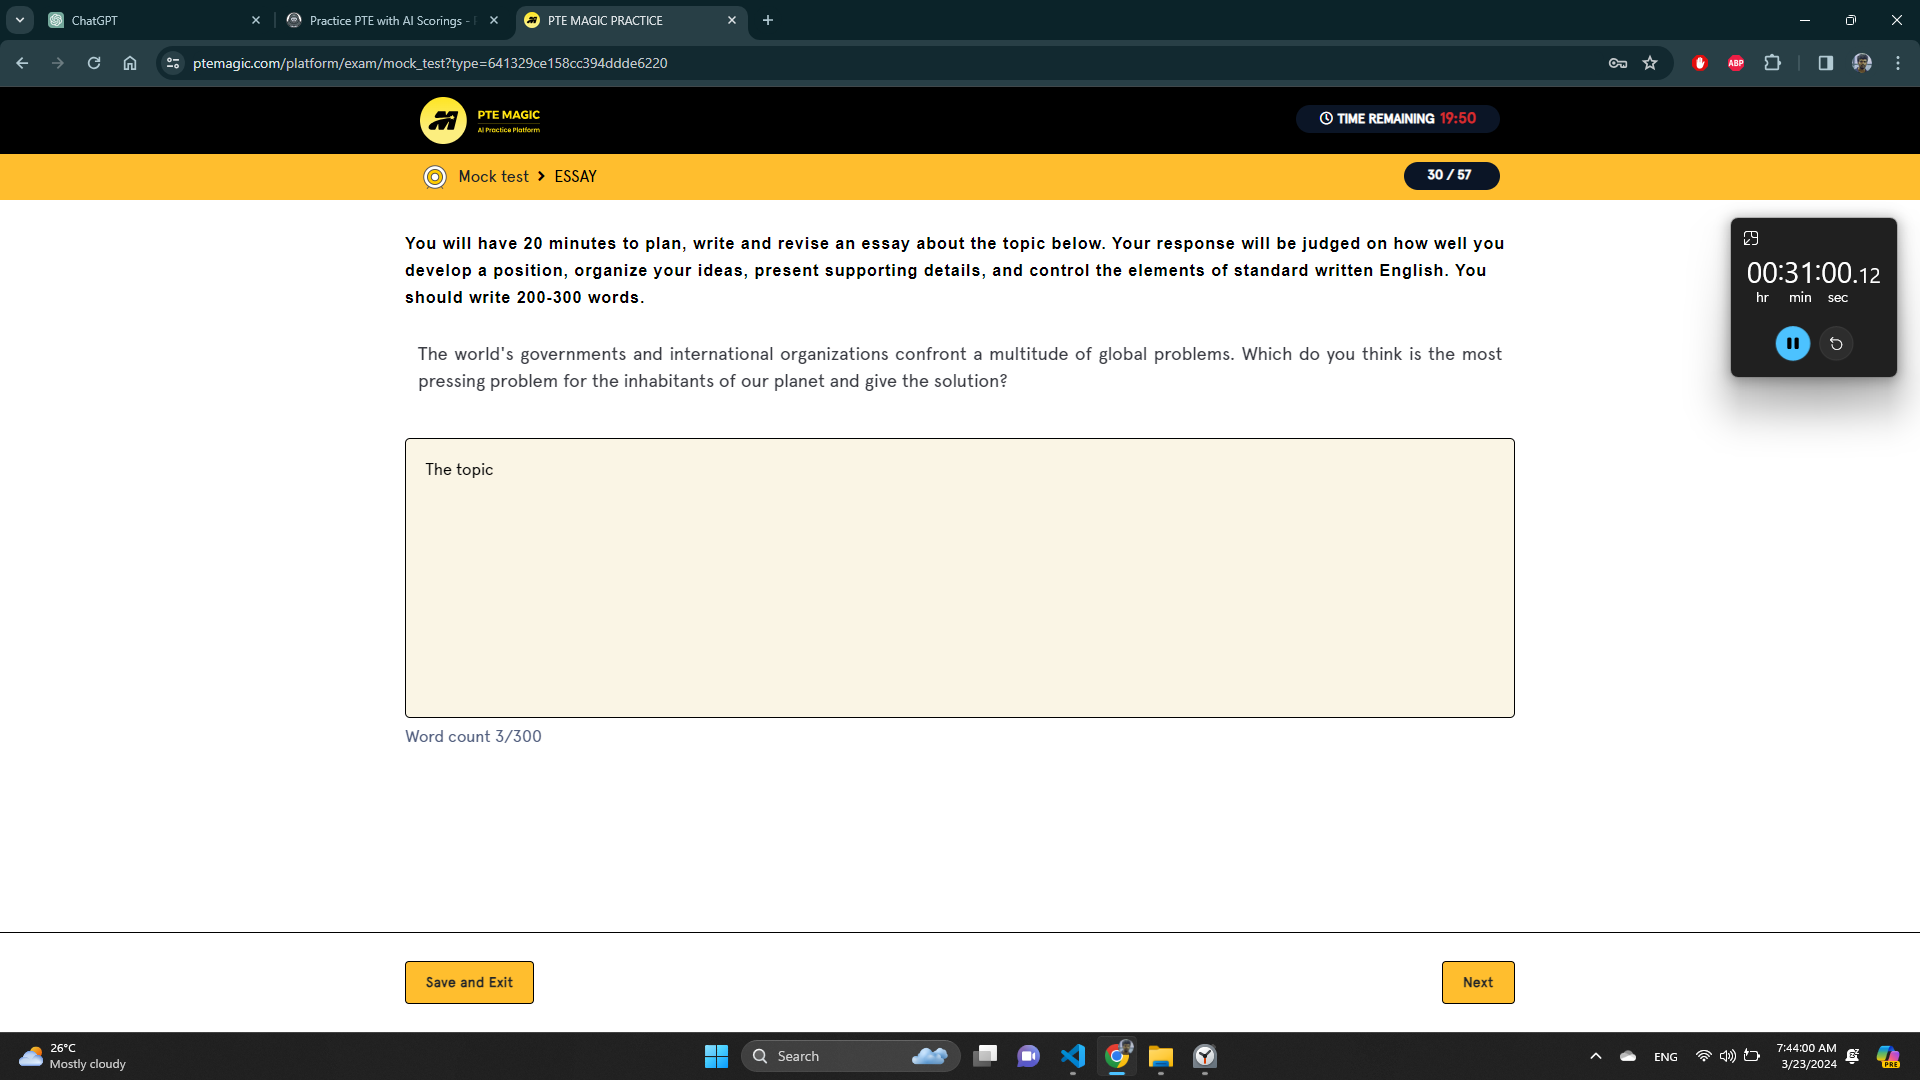 ChatGPT
Practice PTE with AI Scorings -
PTE MAGIC PRACTICE
ptemagic.com/platform/exam/mock_test?type=641329ce158cc394ddde6220
ABP
PTE MAGIC
AI Practice Platform
TIME REMAINING 19:50
Mock test > ESSAY
30 / 57
You will have 20 minutes to plan, write and revise an essay about the topic below. Your response will be judged on how well you
develop a position, organize your ideas, present supporting details, and control the elements of standard written English. You
should write 200-300 words.
00:31:00.12
hr min sec
The world's governments and international organizations confront a multitude of global problems. Which do you think is the most
pressing problem for the inhabitants of our planet and give the solution?
The topic
Word count 3/300
Save and Exit
Next
26°C
Mostly cloudy
Search
ENG
7:44:00 AM
3/23/2024
PRE